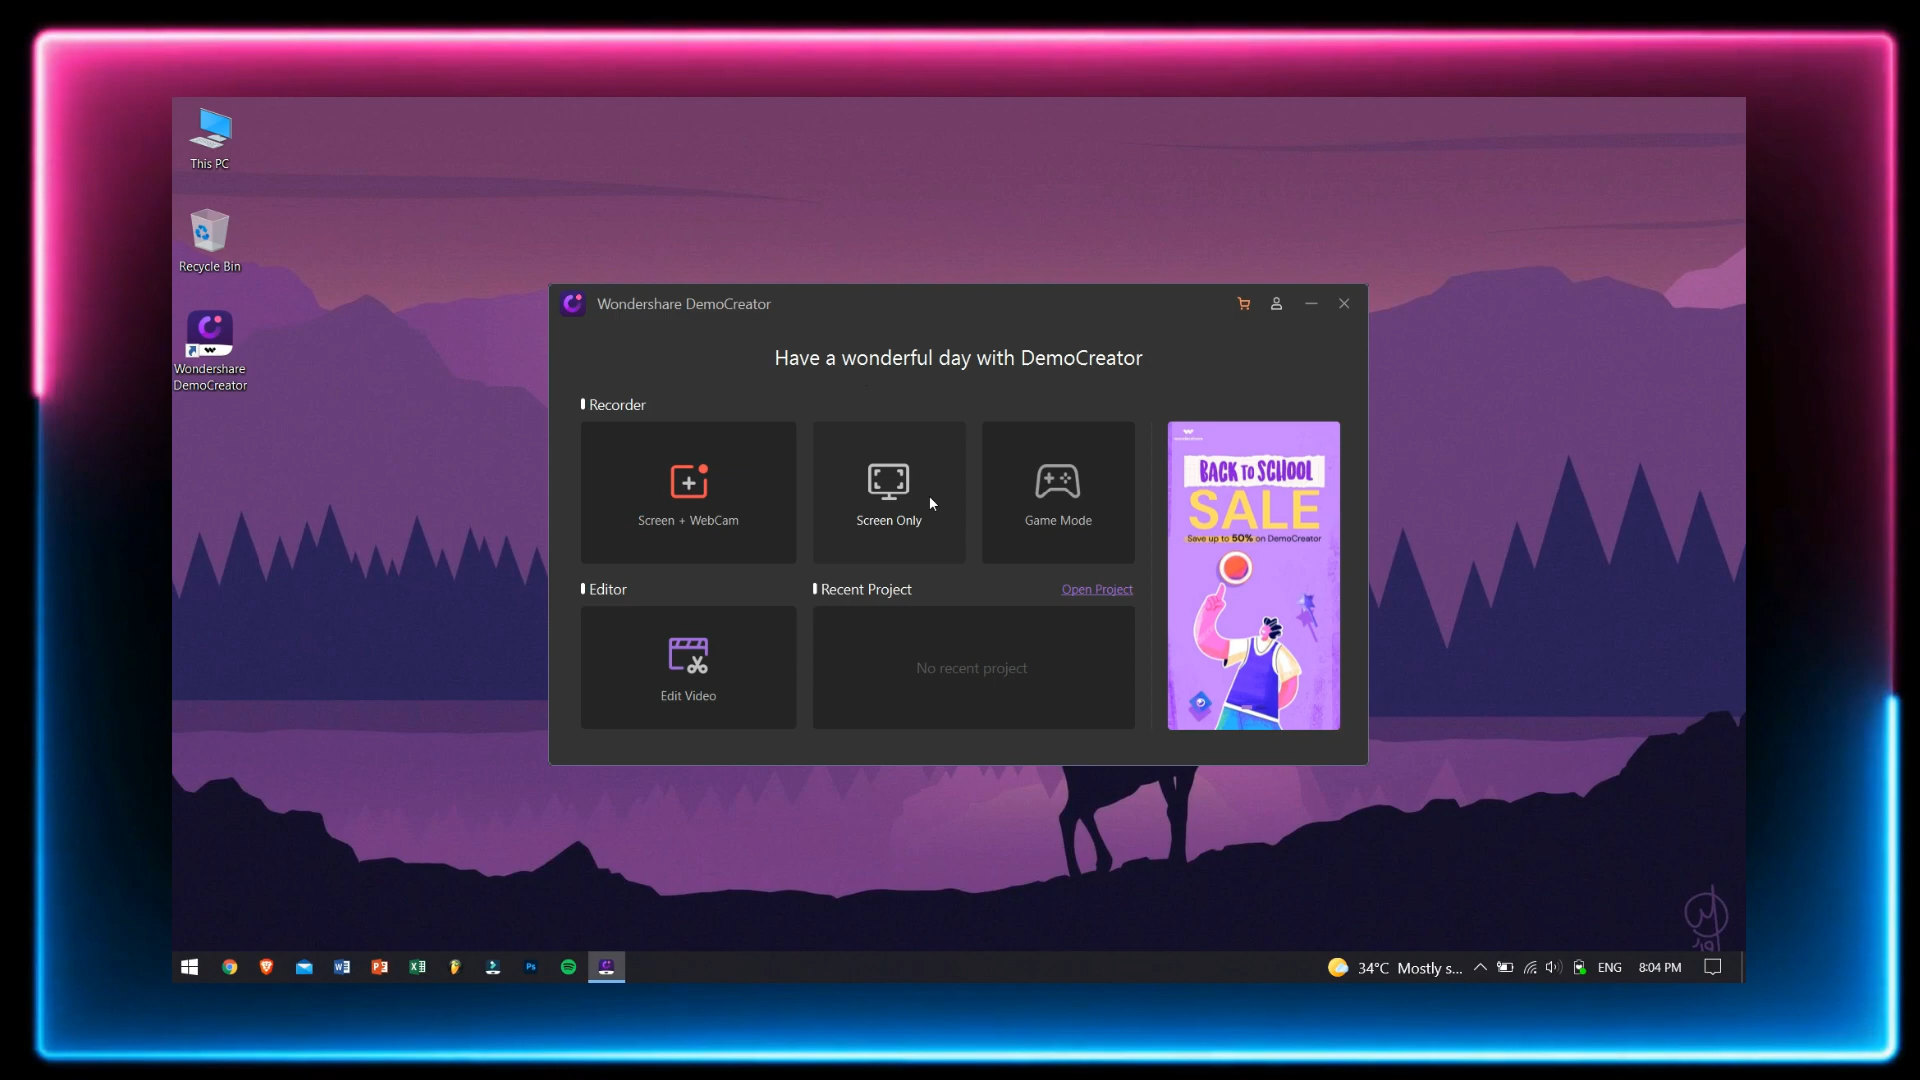 This PC
Recycle Bin
Wondershare
DemoCreator
Wondershare DemoCreator
Have a wonderful day with DemoCreator
Recorder
Screen + WebCam
Screen Only
Game Mode
Editor
Edit Video
Recent Project
Open Project
No recent project
wondershare
BACK TO SCHOOL
SALE
Save up to 50% on DemoCreator
34°C Mostly s...
ENG
8:04 PM